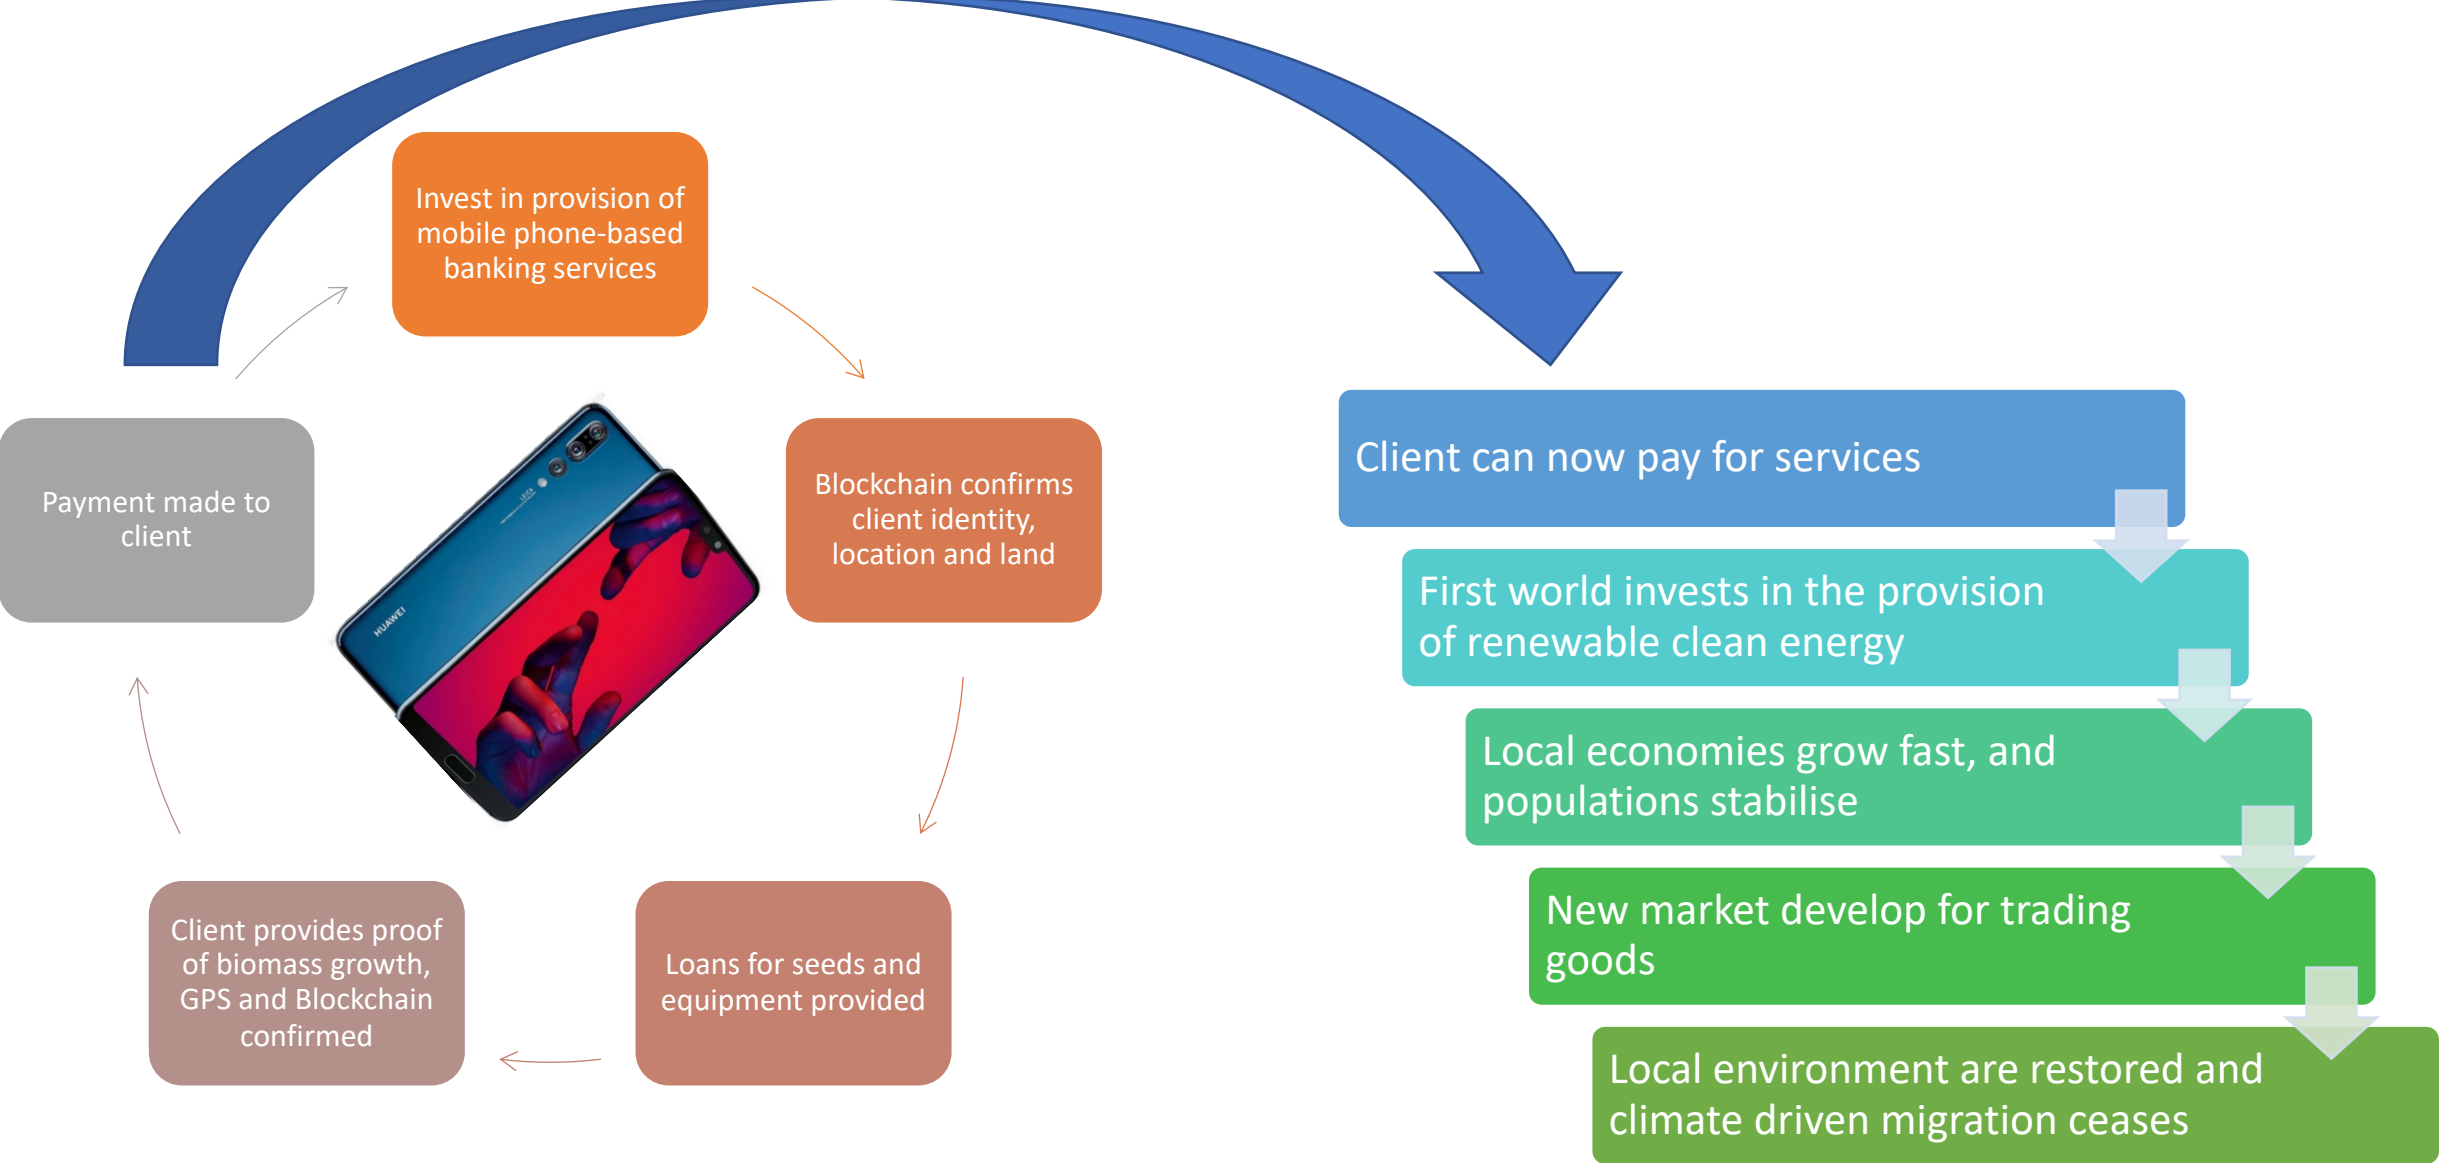 Invest in provision of
mobile phone-based
banking services
Blockchain confirms
client identity,
location and land
Loans for seeds and
equipment provided
Client provides proof
of biomass growth,
GPS and Blockchain
confirmed
Payment made to
client
HUAWEI
LEICA
Client can now pay for services
First world invests in the provision
of renewable clean energy
Local economies grow fast, and
populations stabilise
New market develop for trading
goods
Local environment are restored and
climate driven migration ceases